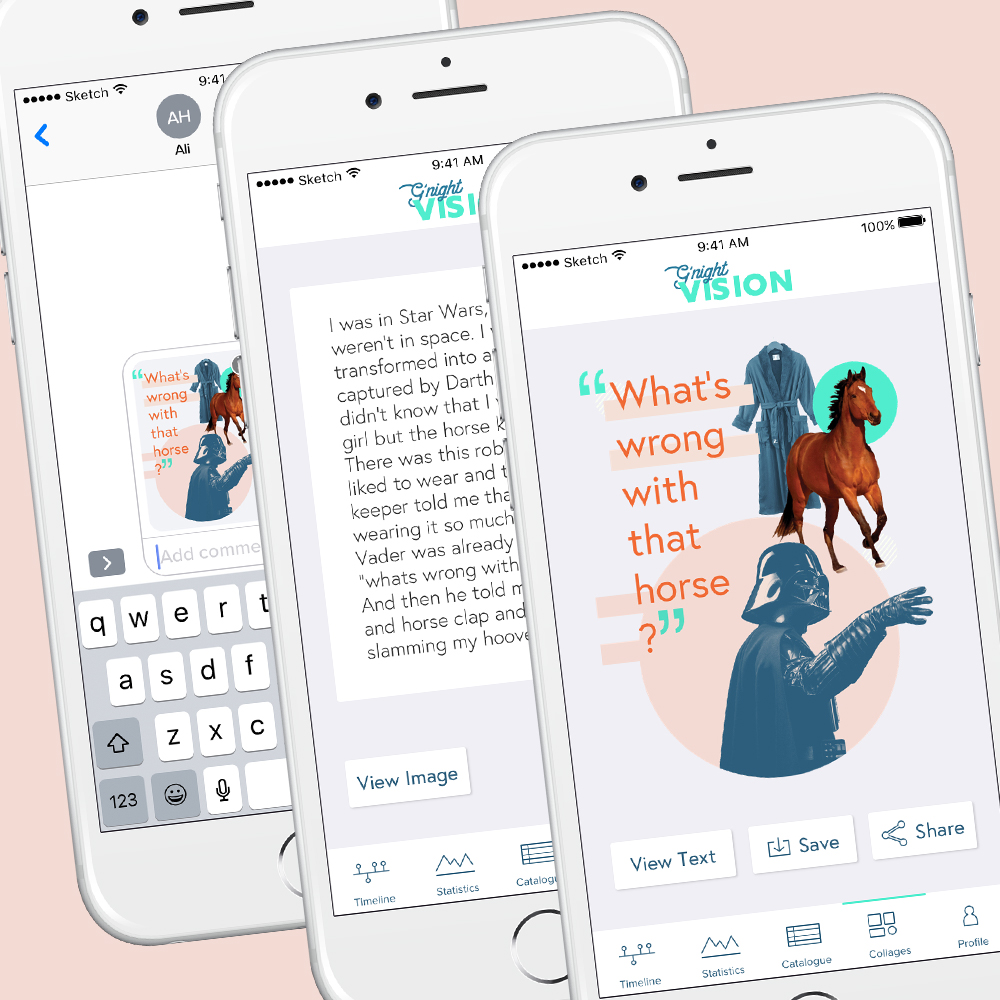 Sketch
9:41
AH
Ali
“What's
wrong
with
that
horse
?”
Add comme
q w e r t
a s d f
z x c
123
Sketch
9:41 AM
G'night
VISI
I was in Star Wars,
weren't in space. I
transformed into a
captured by Darth
didn't know that I
girl but the horse k
There was this rob
liked to wear and t
keeper told me tha
wearing it so much
Vader was already
"whats wrong with
And then he told m
and horse clap and
slamming my hoove
View Image
Timeline
Statistics
Catalogu
Sketch
9:41 AM
100%
G'night
VISION
“What's
wrong
with
that
horse
?”
View Text
Save
Share
Timeline
Statistics
Catalogue
Collages
Profile